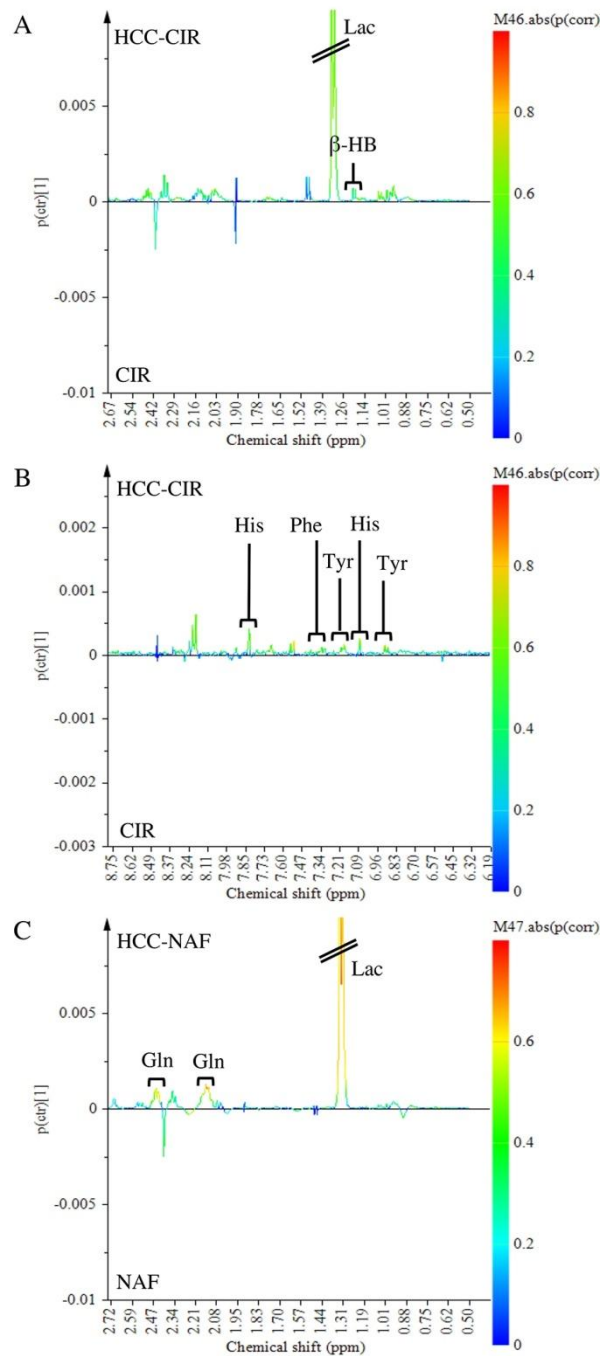 A
HCC-CIR
Lac
β-HB
M46.abs(p(corr)
0.005
0
-0.005
-0.01
p(ctr)[1]
CIR
0.8
0.6
0.4
0.2
0
2.67 2.54 2.42 2.29 2.16 2.03 1.90 1.78 1.65 1.52 1.39 1.26 1.14 1.01 0.88 0.75 0.62 0.50
Chemical shift (ppm)
B
HCC-CIR
His Phe Tyr His Tyr
M46.abs(p(corr)
0.002
0.001
0
-0.001
-0.002
-0.003
p(ctr)[1]
CIR
0.8
0.6
0.4
0.2
0
8.75 8.62 8.49 8.37 8.24 8.11 7.98 7.85 7.73 7.60 7.47 7.34 7.21 7.09 6.96 6.83 6.70 6.57 6.45 6.32 6.19
Chemical shift (ppm)
C
HCC-NAF
Lac
Gln Gln
M47.abs(p(corr)
0.005
0
-0.005
-0.01
p(ctr)[1]
NAF
0.6
0.4
0.2
0
2.72 2.59 2.47 2.34 2.21 2.08 1.95 1.83 1.70 1.57 1.44 1.31 1.19 1.06 0.93 0.80 0.67 0.50
Chemical shift (ppm)